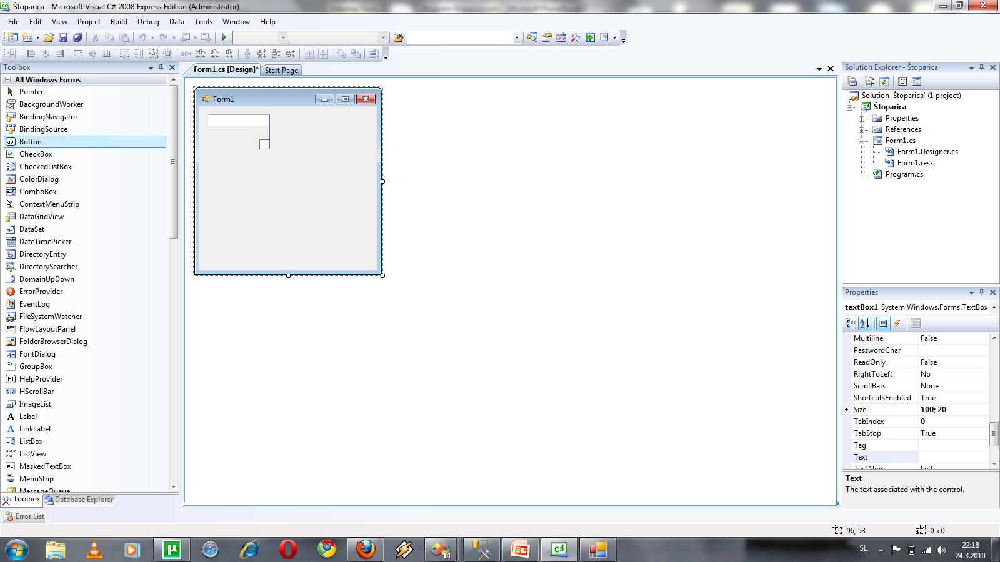 Štoparica - Microsoft Visual C# 2008 Express Edition (Administrator)
File Edit View Project Build Debug Data Tools Window Help
Toolbox
All Windows Forms
Pointer
BackgroundWorker
BindingNavigator
BindingSource
Button
CheckBox
CheckedListBox
ColorDialog
ComboBox
ContextMenuStrip
DataGridView
DataSet
DateTimePicker
DirectoryEntry
DirectorySearcher
DomainUpDown
ErrorProvider
EventLog
FileSystemWatcher
FlowLayoutPanel
FolderBrowserDialog
FontDialog
GroupBox
HelpProvider
HScrollBar
ImageList
Label
LinkLabel
ListBox
ListView
MaskedTextBox
MenuStrip
MessageQueue
Toolbox Database Explorer
Error List
Form1.cs [Design]* Start Page
Form1
Solution Explorer - Štoparica
Solution 'Štoparica' (1 project)
Štoparica
Properties
References
Form1.cs
Form1.Designer.cs
Form1.resx
Program.cs
Properties
textBox1 System.Windows.Forms.TextBox
Multiline False
PasswordChar
ReadOnly False
RightToLeft No
ScrollBars None
ShortcutsEnabled True
Size 100; 20
TabIndex 0
TabStop True
Tag
Text
TextAlign Left
Text
The text associated with the control.
96, 53 0 x 0
SL
22:18
24.3.2010